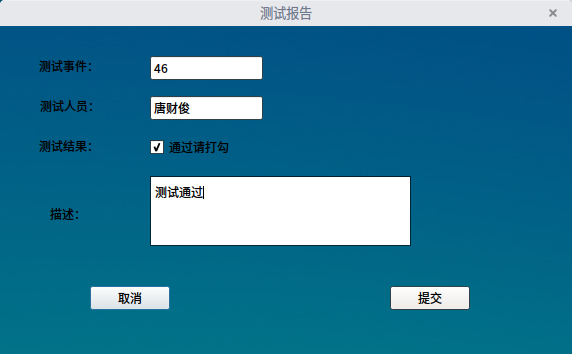 测试报告
测试事件： 46
测试人员： 唐财俊
测试结果： 通过请打勾
描述： 测试通过
取消 提交